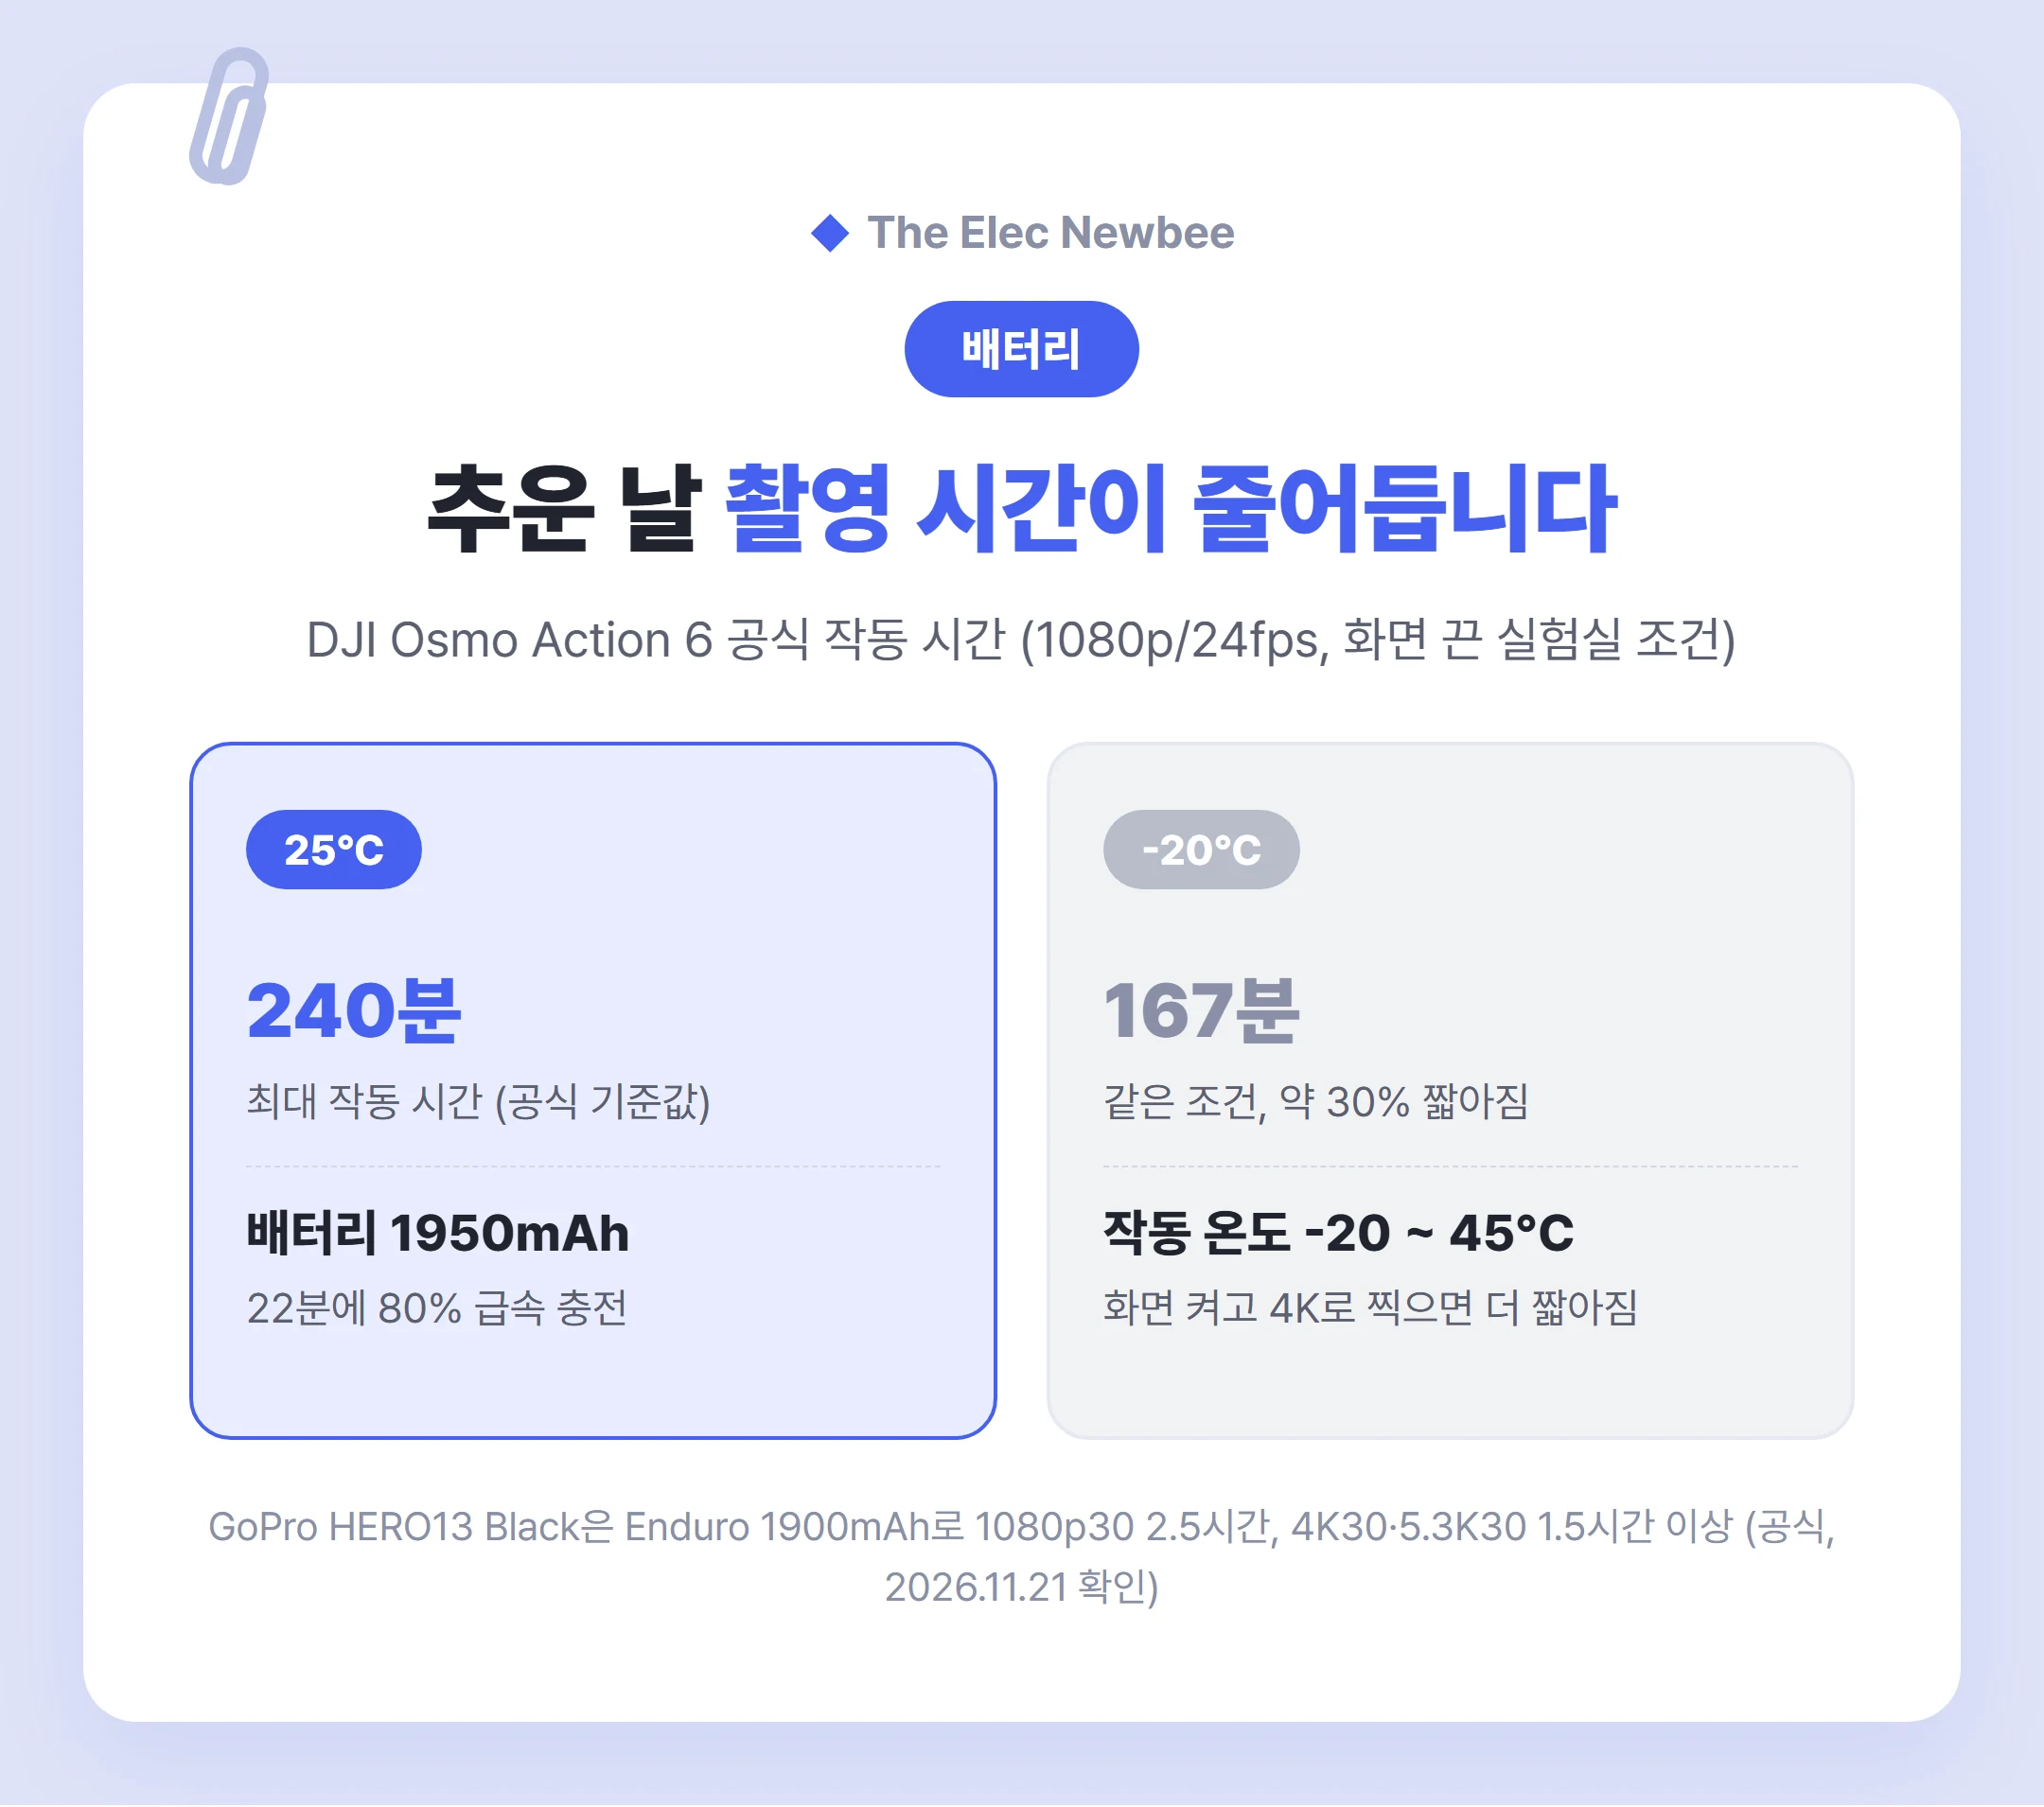 The Elec Newbee
배터리
추운 날 촬영 시간이 줄어듭니다
DJI Osmo Action 6 공식 작동 시간 (1080p/24fps, 화면 끈 실험실 조건)
25°C
240분
최대 작동 시간 (공식 기준값)
배터리 1950mAh
22분에 80% 급속 충전
-20°C
167분
같은 조건, 약 30% 짧아짐
작동 온도 -20 ~ 45°C
화면 켜고 4K로 찍으면 더 짧아짐
GoPro HERO13 Black은 Enduro 1900mAh로 1080p30 2.5시간, 4K30·5.3K30 1.5시간 이상 (공식,
2026.11.21 확인)